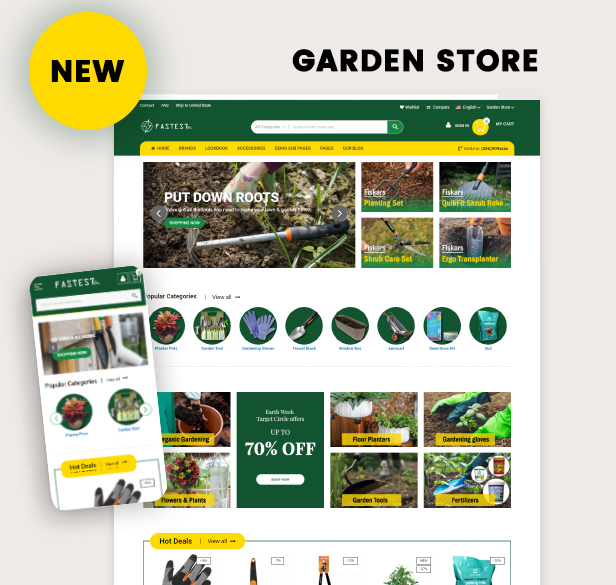 NEW
GARDEN STORE
Contact FAQ Ship to United State
Wishlist Compare English Garden Store
FASTEST
All Categories
SIGN IN
0
MY CART
HOME BRANDS LOOKBOOK ACCESSORIES DEMO SUB PAGES PAGES OUR BLOG
Hotline:
PUT DOWN ROOTS
SHOPPING NOW
Fiskars
Planting Set
Fiskars
QuikFit Shrub Rake
Fiskars
Shrub Care Set
Fiskars
Ergo Transplanter
Popular Categories | View all
Planter Pots
Garden Tool
Gardening Gloves
Trowel Black
Window Box
Aerocart
Seed Grow Kit
Soil
FASTEST
SHOPPING NOW
Popular Categories | View all
Planter Pots
Garden Tool
Hot Deals | View all
Organic Gardening
Earth Week
Target Circle offers
UP TO
70% OFF
SHOP NOW
Floor Planters
Gardening gloves
Flowers & Plants
Garden Tools
Fertilizers
Hot Deals | View all